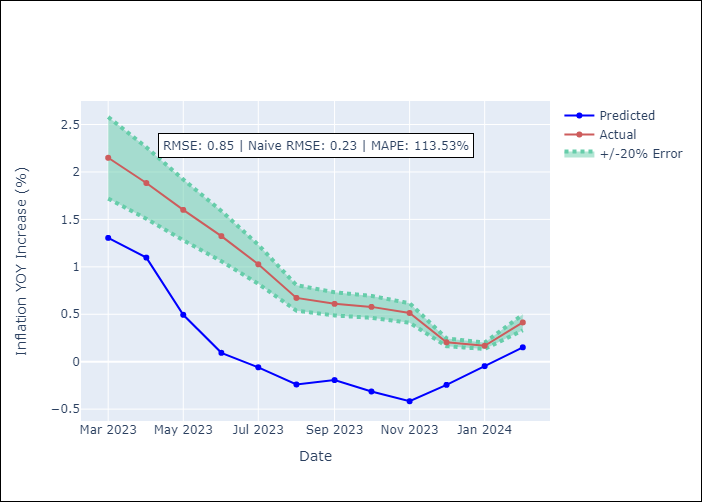 RMSE: 0.85 | Naive RMSE: 0.23 | MAPE: 113.53%
Predicted
Actual
+/-20% Error
Inflation YOY Increase (%)
2.5
2
1.5
1
0.5
0
−0.5
Mar 2023
May 2023
Jul 2023
Sep 2023
Nov 2023
Jan 2024
Date